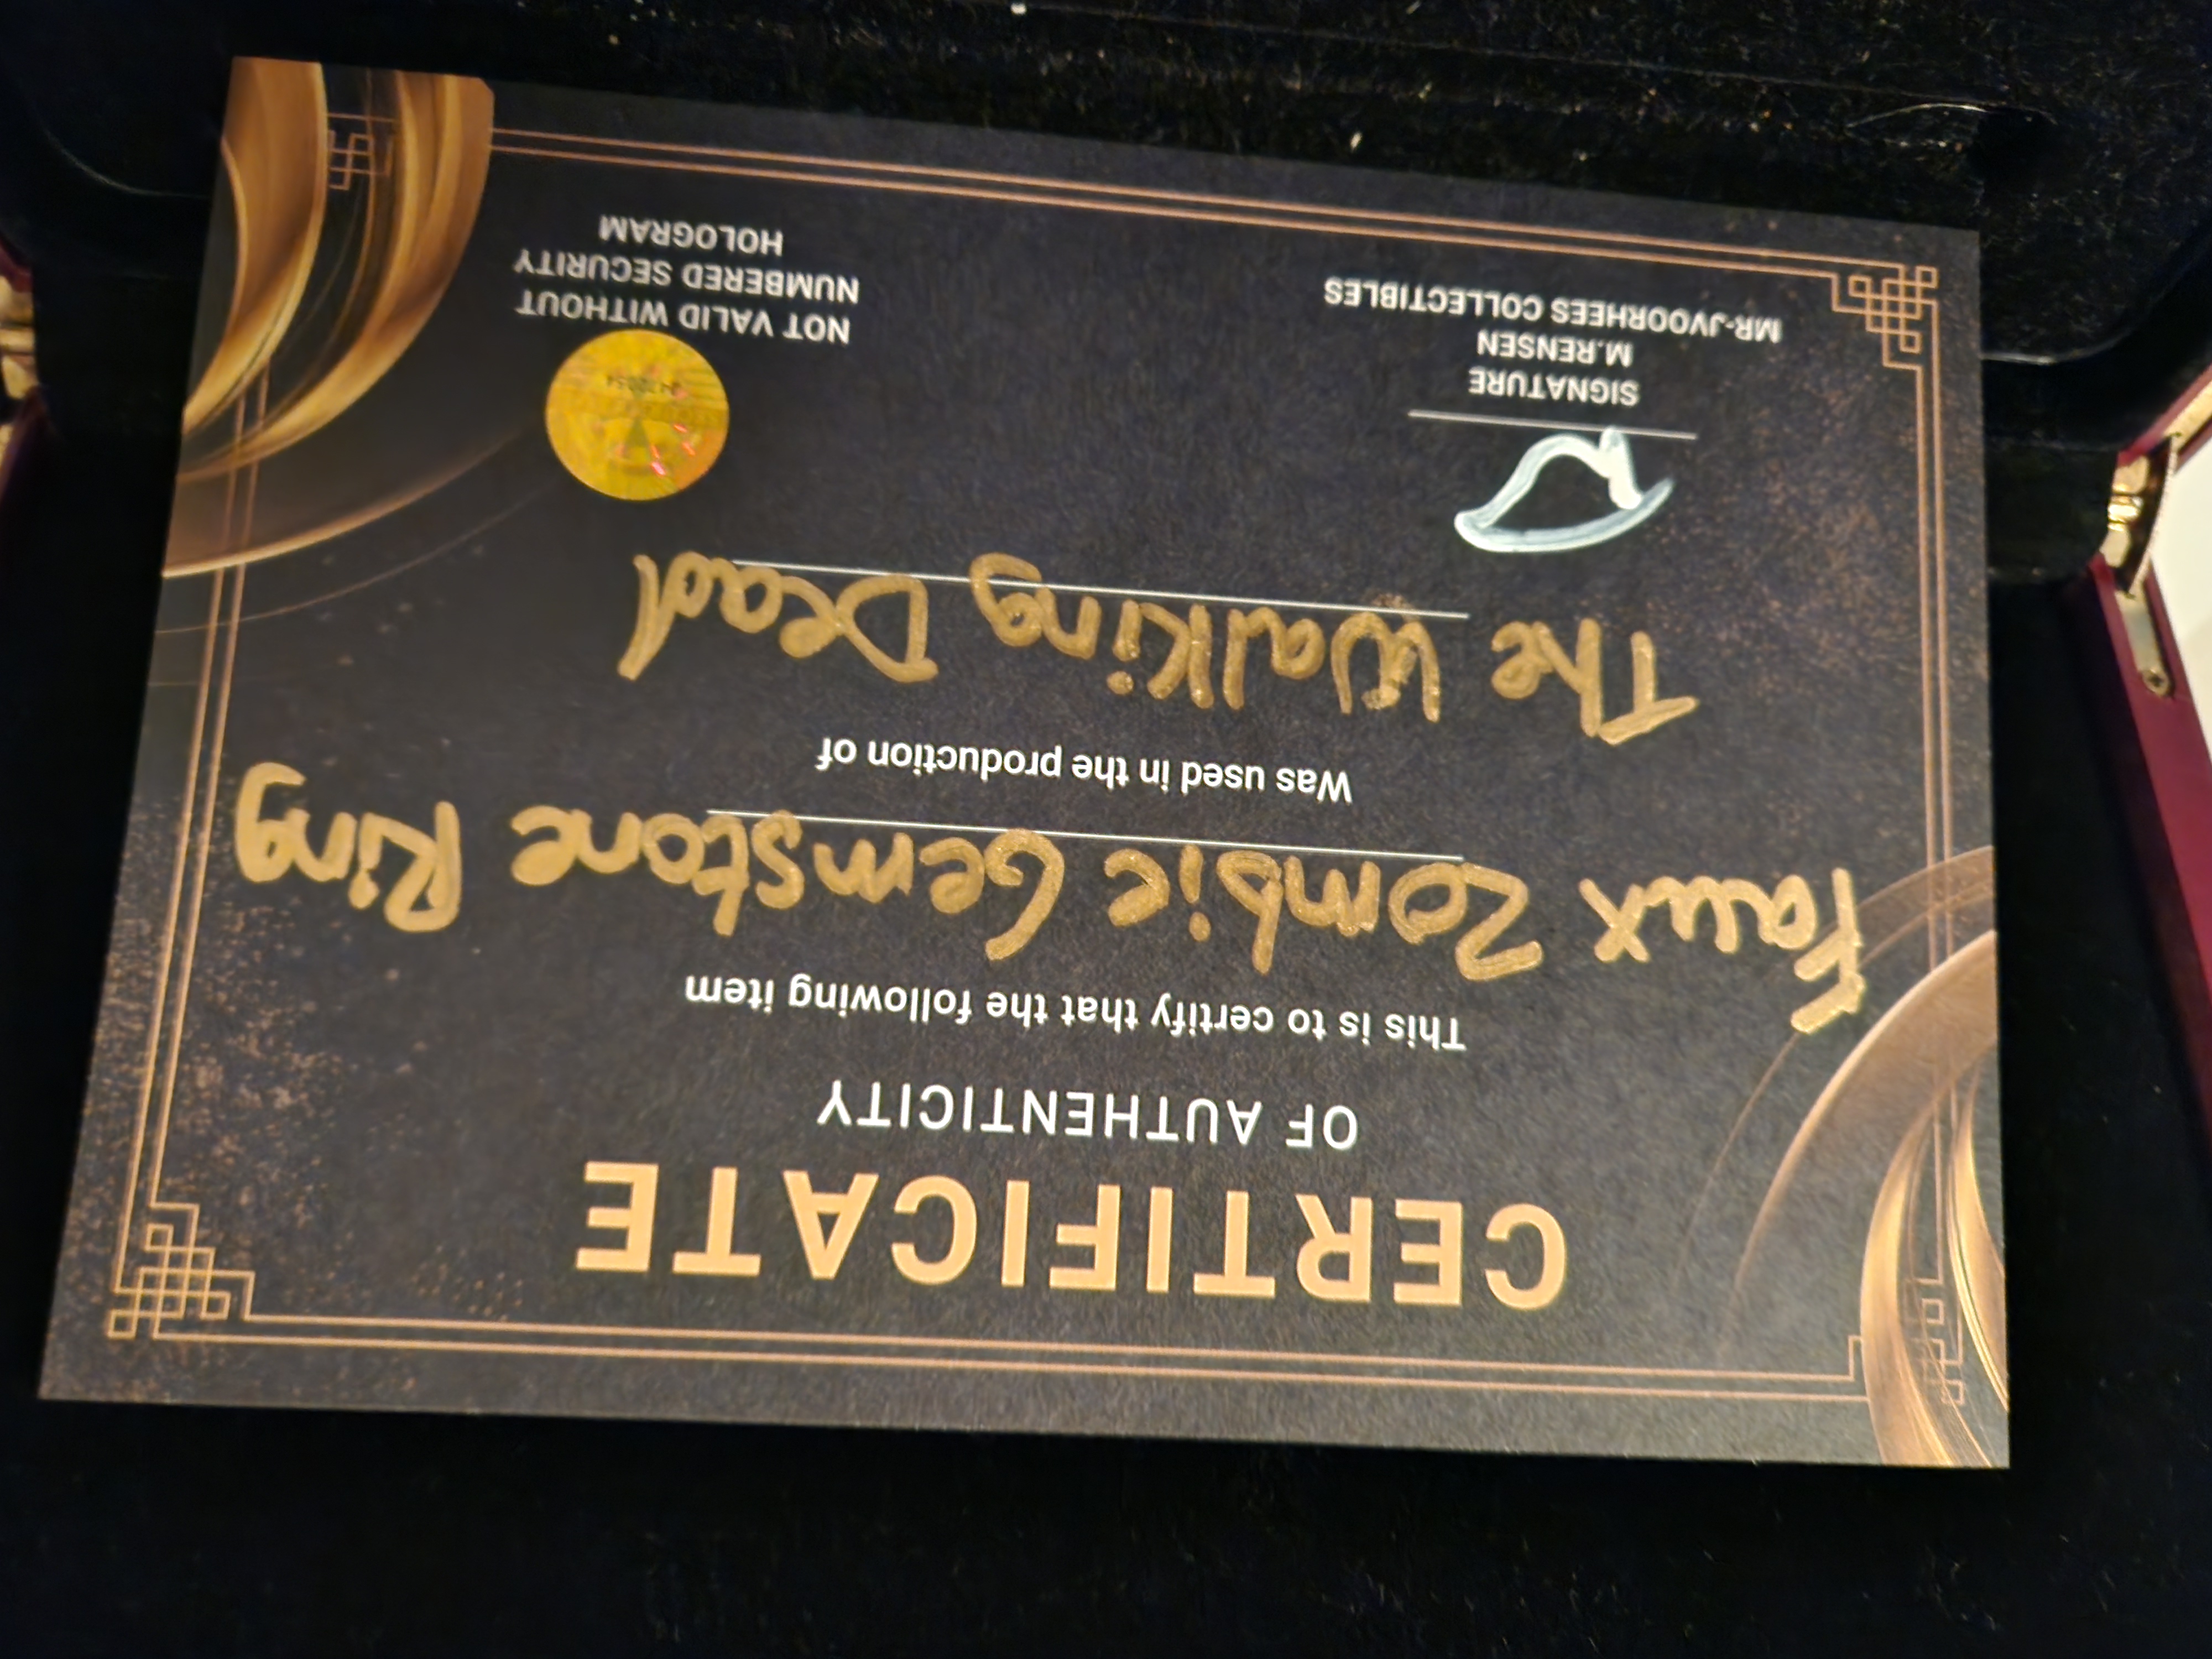 CERTIFICATE
OF AUTHENTICITY
This is to certify that the following item
Faux Zombie Gemstone Ring
Was used in the production of
The Walking Dead
SIGNATURE
M.RENSEN
MR-JVOORHEES COLLECTIBLES
NOT VALID WITHOUT
NUMBERED SECURITY
HOLOGRAM